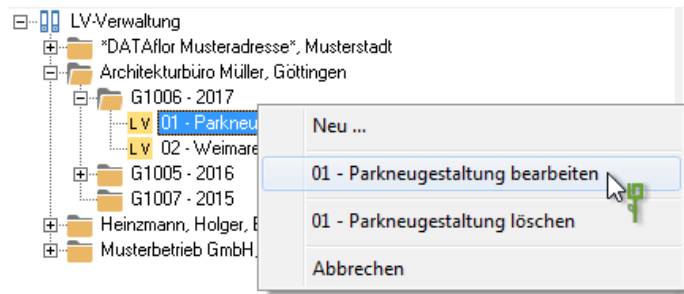 LV-Verwaltung
*DATAflor Musteradresse*, Musterstadt
Architekturbüro Müller, Göttingen
G1006 - 2017
LV 01 - Parkneu
LV 02 - Weimare
G1005 - 2016
G1007 - 2015
Heinzmann, Holger,
Musterbetrieb GmbH,
Neu ...
01 - Parkneugestaltung bearbeiten
01 - Parkneugestaltung löschen
Abbrechen